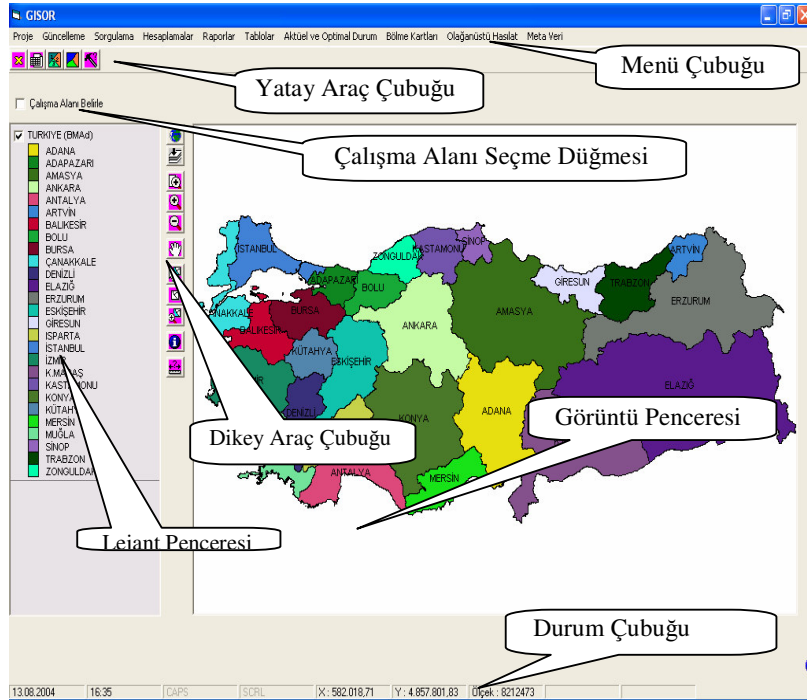 GISOR
Proje Güncelleme Sorgulama Hesaplamalar Raporlar Tablolar Aktüel ve Optimal Durum Bölme Kartları Olağanüstü Hasılat Meta Veri
Menü Çubuğu
Yatay Araç Çubuğu
Çalışma Alanı Belirle
Çalışma Alanı Seçme Düğmesi
TURKIYE (BMAd)
ADANA
ADAPAZARI
AMASYA
ANKARA
ANTALYA
ARTVİN
BALIKESİR
BOLU
BURSA
ÇANAKKALE
DENİZLİ
ELAZIĞ
ERZURUM
ESKİŞEHİR
GİRESUN
ISPARTA
İSTANBUL
İZMİR
K.MARAŞ
KASTAMONU
KONYA
KÜTAHYA
MERSİN
MUĞLA
SİNOP
TRABZON
ZONGULDAK
İSTANBUL
ZONGULDAK
KASTAMONU
SİNOP
ARTVİN
ADAPAZARI
BOLU
GİRESUN
TRABZON
ERZURUM
ÇANAKKALE
BURSA
BALIKESİR
ANKARA
AMASYA
KÜTAHYA
ESKİŞEHİR
DENİZLİ
KONYA
ADANA
ELAZIĞ
ANTALYA
MERSİN
Görüntü Penceresi
Dikey Araç Çubuğu
Lejant Penceresi
Durum Çubuğu
13.08.2004 16:35 CAPS SCRL X : 582.018,71 Y : 4.857.801,83 Ölçek : 8212473